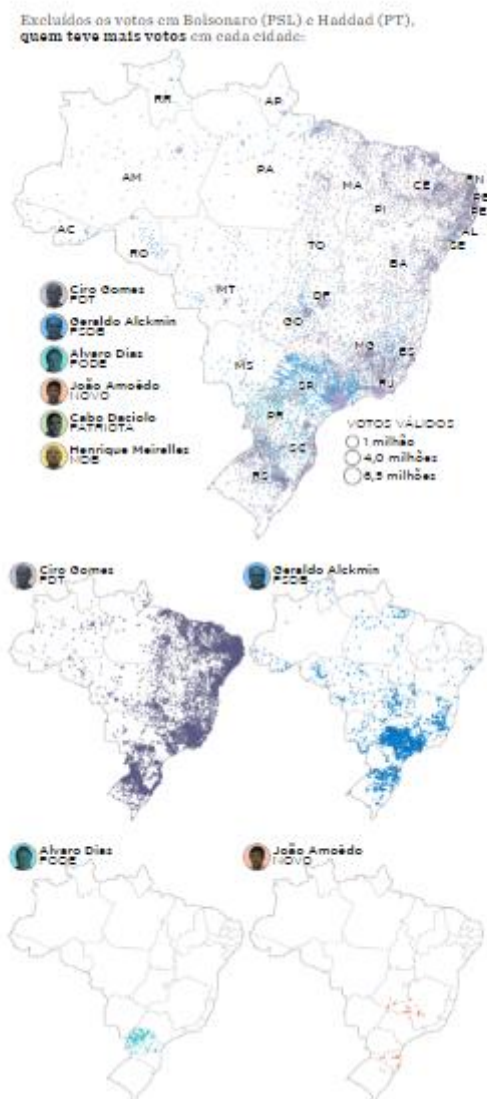 Excluídos os votos em Bolsonaro (PSL) e Haddad (PT),
quem teve mais votos em cada cidade:
RR
AP
AM
PA
MA
CE
RN
PI
PE
AC
AL
SE
RO
TO
BA
MT
DF
GO
MG
ES
MS
SP
RJ
PR
SC
RS
Ciro Gomes
PDT
Geraldo Alckmin
PSDB
Alvaro Dias
PODE
João Amoêdo
NOVO
Cabo Daciolo
PATRIOTA
Henrique Meirelles
MDB
VOTOS VÁLIDOS
1 milhão
4,0 milhões
6,5 milhões
Ciro Gomes
PDT
Geraldo Alckmin
PSDB
Alvaro Dias
PODE
João Amoêdo
NOVO